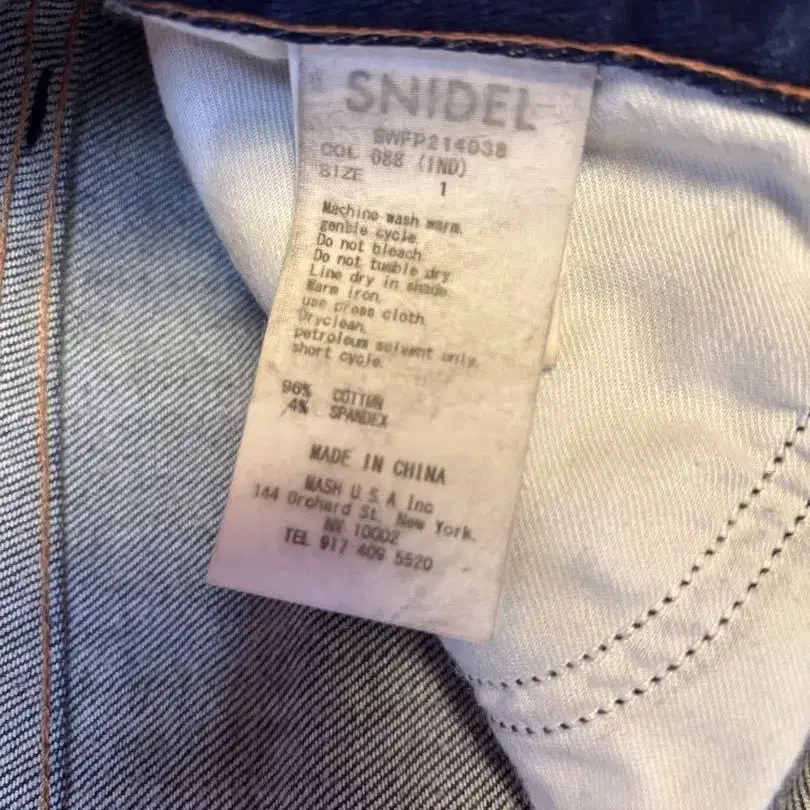 SNIDEL
SWFP214038
COL 088 (IND)
SIZE 1
Machine wash warm.
gentle cycle.
Do not bleach.
Do not tumble dry.
Line dry in shade.
Warm iron.
use press cloth.
Dryclean.
petroleum solvent only.
short cycle.
96% COTTON
4% SPANDEX
MADE IN CHINA
MASH U.S.A Inc
144 Orchard St. New York.
NY 10002
TEL 917 409 5520